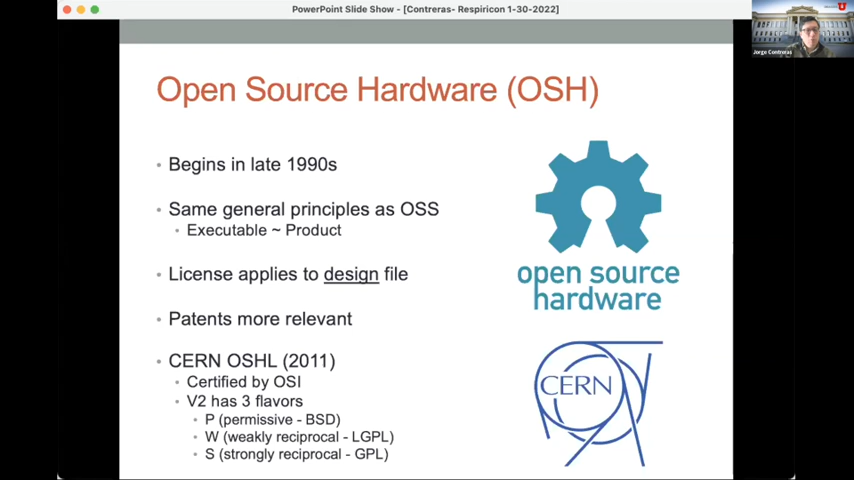 PowerPoint Slide Show - [Contreras- Respiricon 1-30-2022]
Jorge Contreras
Open Source Hardware (OSH)
• Begins in late 1990s
• Same general principles as OSS
• Executable ~ Product
• License applies to design file
• Patents more relevant
• CERN OSHL (2011)
• Certified by OSI
• V2 has 3 flavors
• P (permissive - BSD)
• W (weakly reciprocal - LGPL)
• S (strongly reciprocal - GPL)
open source
hardware
CERN